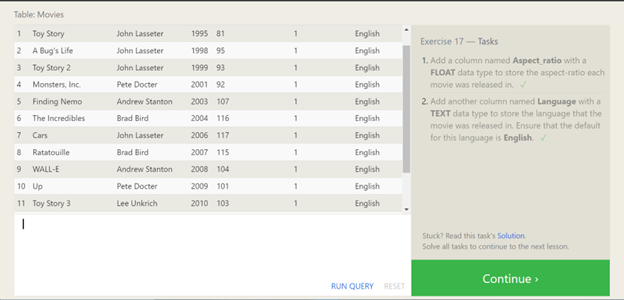 Table: Movies
1 Toy Story John Lasseter 1995 81 1 English
2 A Bug's Life John Lasseter 1998 95 1 English
3 Toy Story 2 John Lasseter 1999 93 1 English
4 Monsters, Inc. Pete Docter 2001 92 1 English
5 Finding Nemo Andrew Stanton 2003 107 1 English
6 The Incredibles Brad Bird 2004 116 1 English
7 Cars John Lasseter 2006 117 1 English
8 Ratatouille Brad Bird 2007 115 1 English
9 WALL-E Andrew Stanton 2008 104 1 English
10 Up Pete Docter 2009 101 1 English
11 Toy Story 3 Lee Unkrich 2010 103 1 English
RUN QUERY RESET
Exercise 17 — Tasks
1. Add a column named Aspect_ratio with a
FLOAT data type to store the aspect-ratio each
movie was released in. ✓
2. Add another column named Language with a
TEXT data type to store the language that the
movie was released in. Ensure that the default
for this language is English. ✓
Stuck? Read this task's Solution.
Solve all tasks to continue to the next lesson.
Continue ›